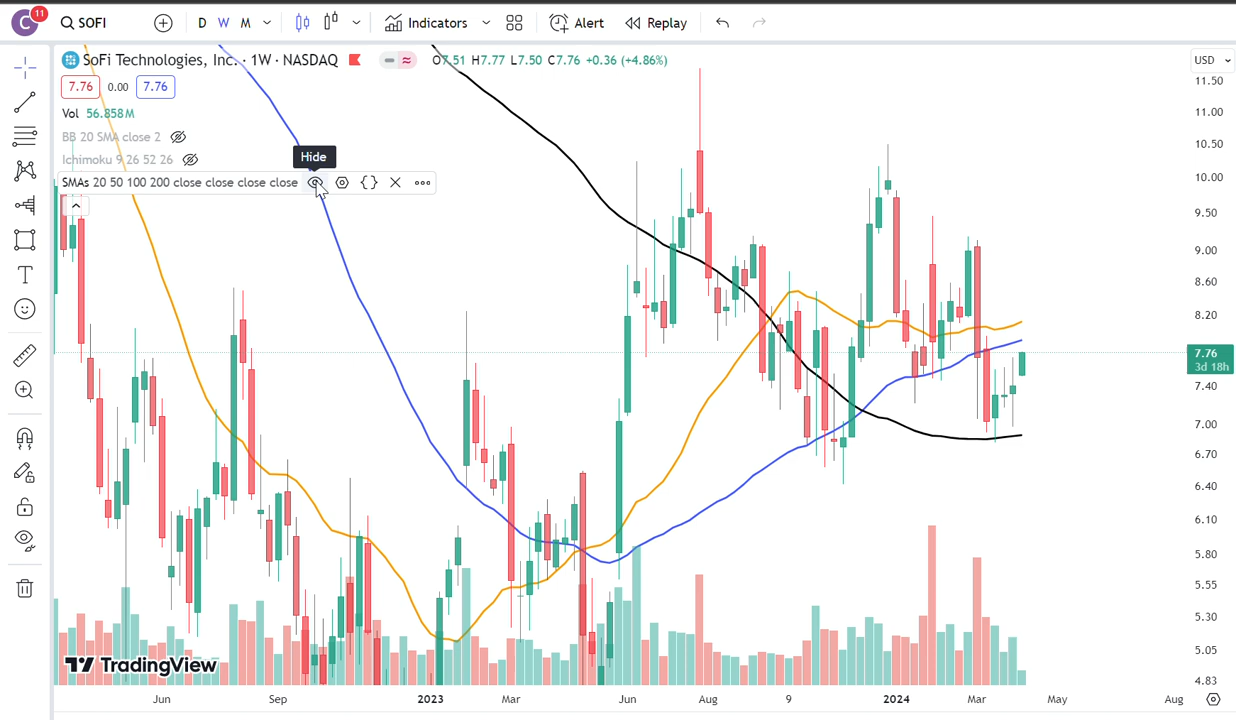 C 11 SOFI D W M Indicators Alert Replay
SoFi Technologies, Inc. · 1W · NASDAQ O7.51 H7.77 L7.50 C7.76 +0.36 (+4.86%) USD
7.76 0.00 7.76
Vol 56.858M
BB 20 SMA close 2
Ichimoku 9 26 52 26
Hide
SMAs 20 50 100 200 close close close close
T
11.50
11.00
10.50
10.00
9.50
9.00
8.60
8.20
7.76
3d 18h
7.40
7.00
6.70
6.40
6.10
5.80
5.55
5.30
5.05
4.83
TradingView
Jun Sep 2023 Mar Jun Aug 9 2024 Mar May Aug